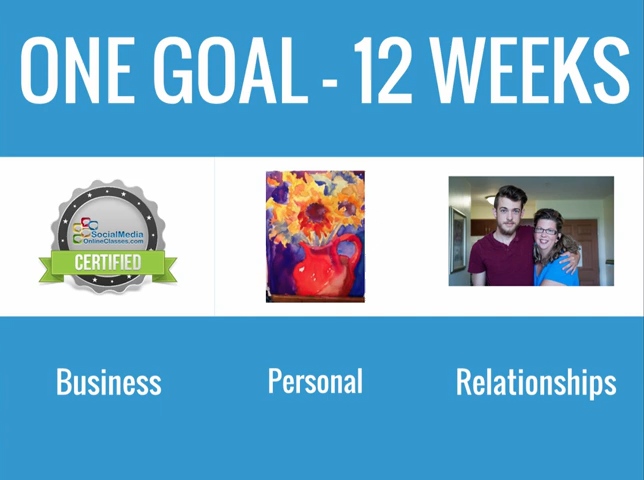 ONE GOAL - 12 WEEKS
SocialMedia
OnlineClasses.com
CERTIFIED
Business
Personal
Relationships